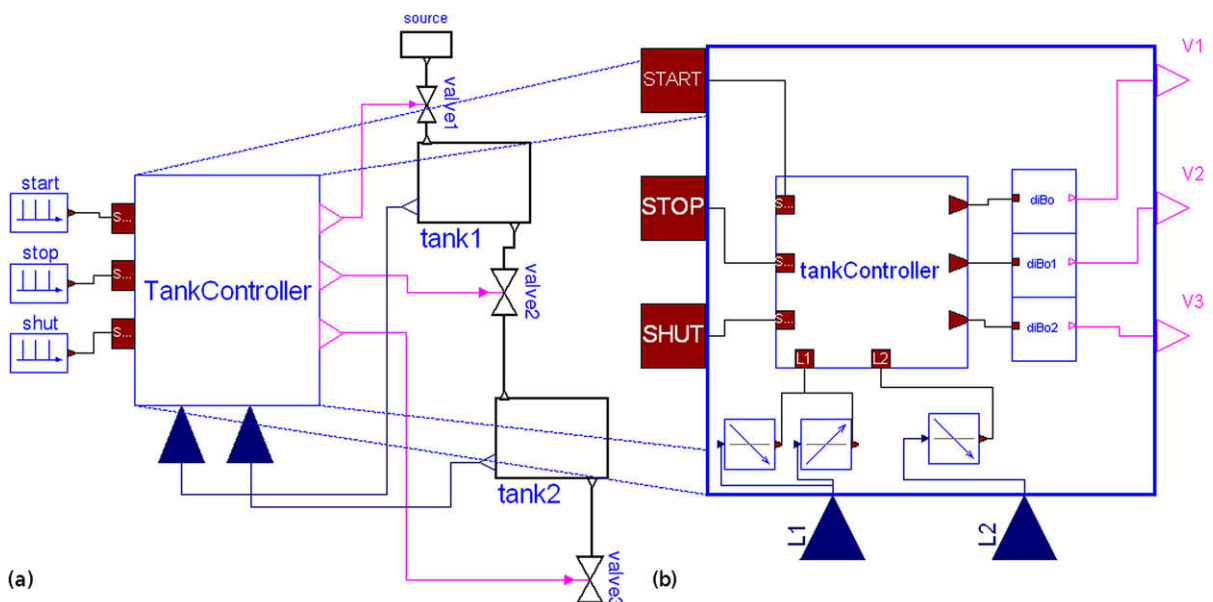 source
valve1
start
S...
stop
S...
shut
S...
TankController
tank1
valve2
tank2
valve3
(a)
START
STOP
SHUT
S...
S...
S...
tankController
L1
L2
diBo
diBo1
diBo2
V1
V2
V3
L1
L2
(b)